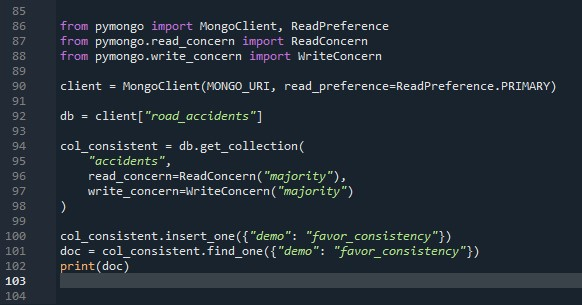 85
86 from pymongo import MongoClient, ReadPreference
87 from pymongo.read_concern import ReadConcern
88 from pymongo.write_concern import WriteConcern
89
90 client = MongoClient(MONGO_URI, read_preference=ReadPreference.PRIMARY)
91
92 db = client["road_accidents"]
93
94 col_consistent = db.get_collection(
95     "accidents",
96     read_concern=ReadConcern("majority"),
97     write_concern=WriteConcern("majority")
98 )
99
100 col_consistent.insert_one({"demo": "favor_consistency"})
101 doc = col_consistent.find_one({"demo": "favor_consistency"})
102 print(doc)
103
104